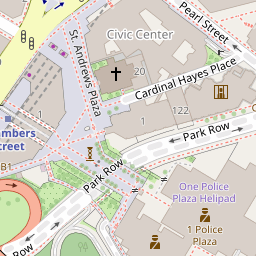 Pearl Street
Civic Center
St. Andrews Plaza
20
Cardinal Hayes Place
122
1
1
mbers
treet
Park Row
B1
Park Row
One Police
Plaza Helipad
1 Police
Plaza
Row